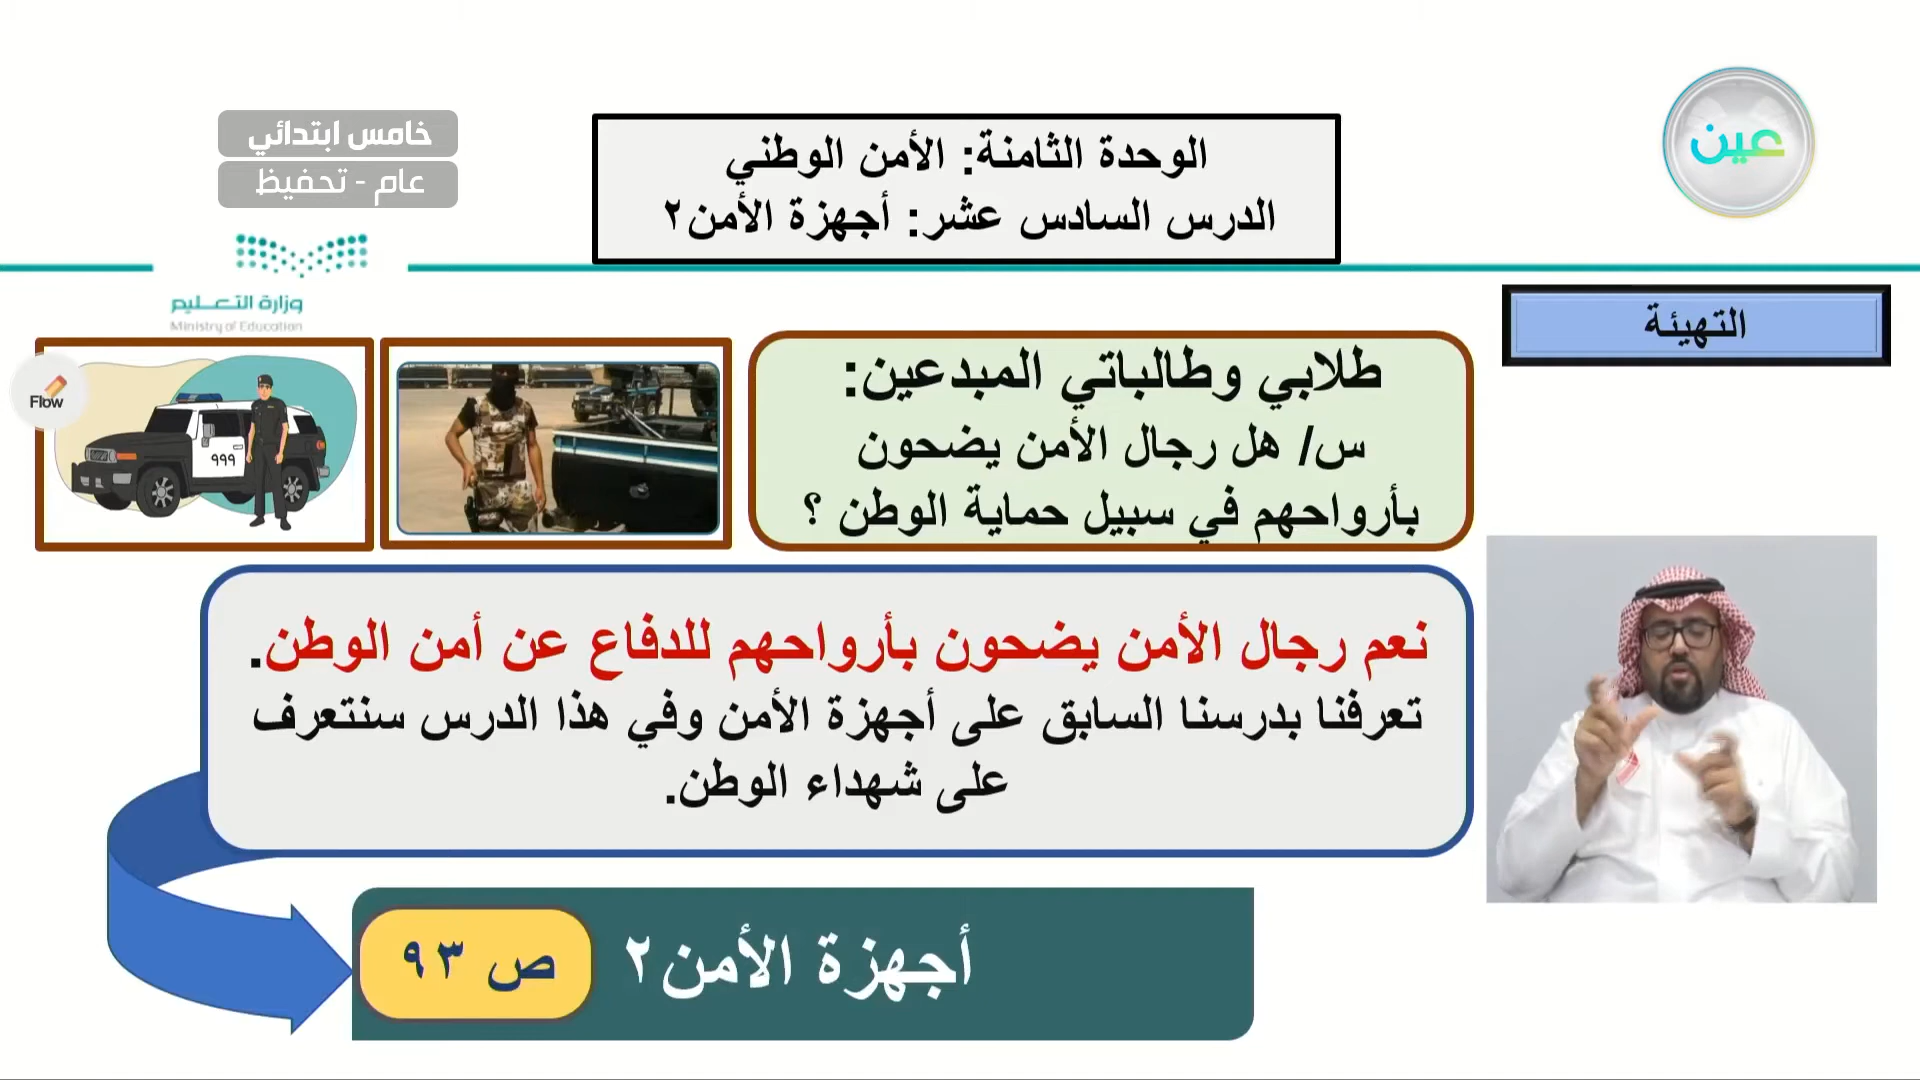 خامس ابتدائي
عام - تحفيظ
الوحدة الثامنة: الأمن الوطني
الدرس السادس عشر: أجهزة الأمن٢
عين
وزارة التعليم
Ministry of Education
التهيئة
طلابي وطالباتي المبدعين:
س/ هل رجال الأمن يضحون
بأرواحهم في سبيل حماية الوطن ؟
Flow
٩٩٩
نعم رجال الأمن يضحون بأرواحهم للدفاع عن أمن الوطن.
تعرفنا بدرسنا السابق على أجهزة الأمن وفي هذا الدرس سنتعرف
على شهداء الوطن.
أجهزة الأمن٢
ص ٩٣